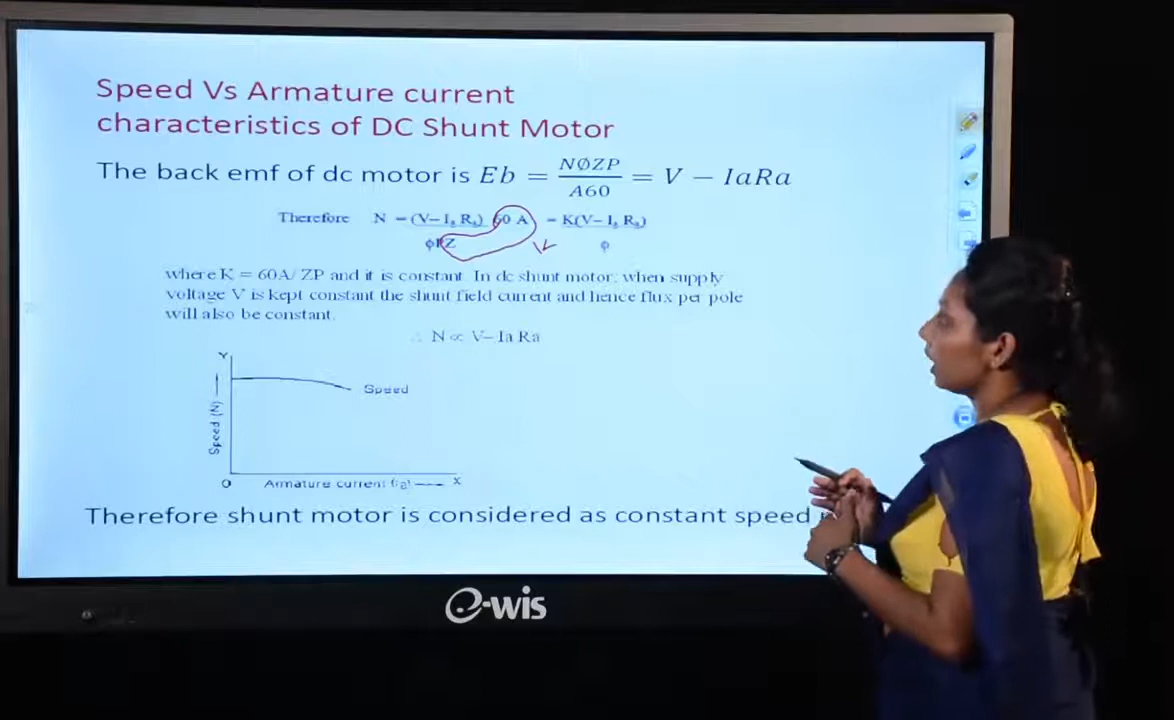 Speed Vs Armature current
characteristics of DC Shunt Motor
The back emf of dc motor is Eb = NØZP / A60 = V − IaRa
Therefore N = (V– Ia Ra) 60 A / φPZ = K(V– Ia Ra) / φ
K
where K = 60A/ ZP and it is constant. In dc shunt motor, when supply
voltage V is kept constant the shunt field current and hence flux per pole
will also be constant.
∴ N ∝ V– Ia Ra
Y
Speed
Speed (N)
O Armature current (Ia) X
Therefore shunt motor is considered as constant speed
e-wis